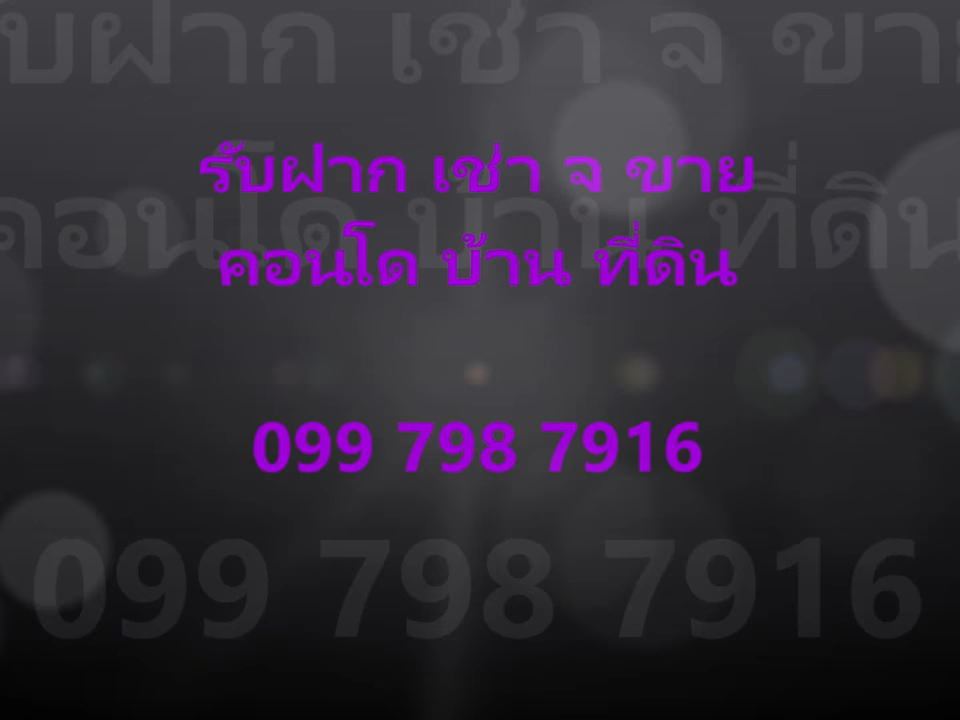 รับฝาก เช่า จ ขาย
คอนโด บ้าน ที่ดิน
099 798 7916
099 798 7916